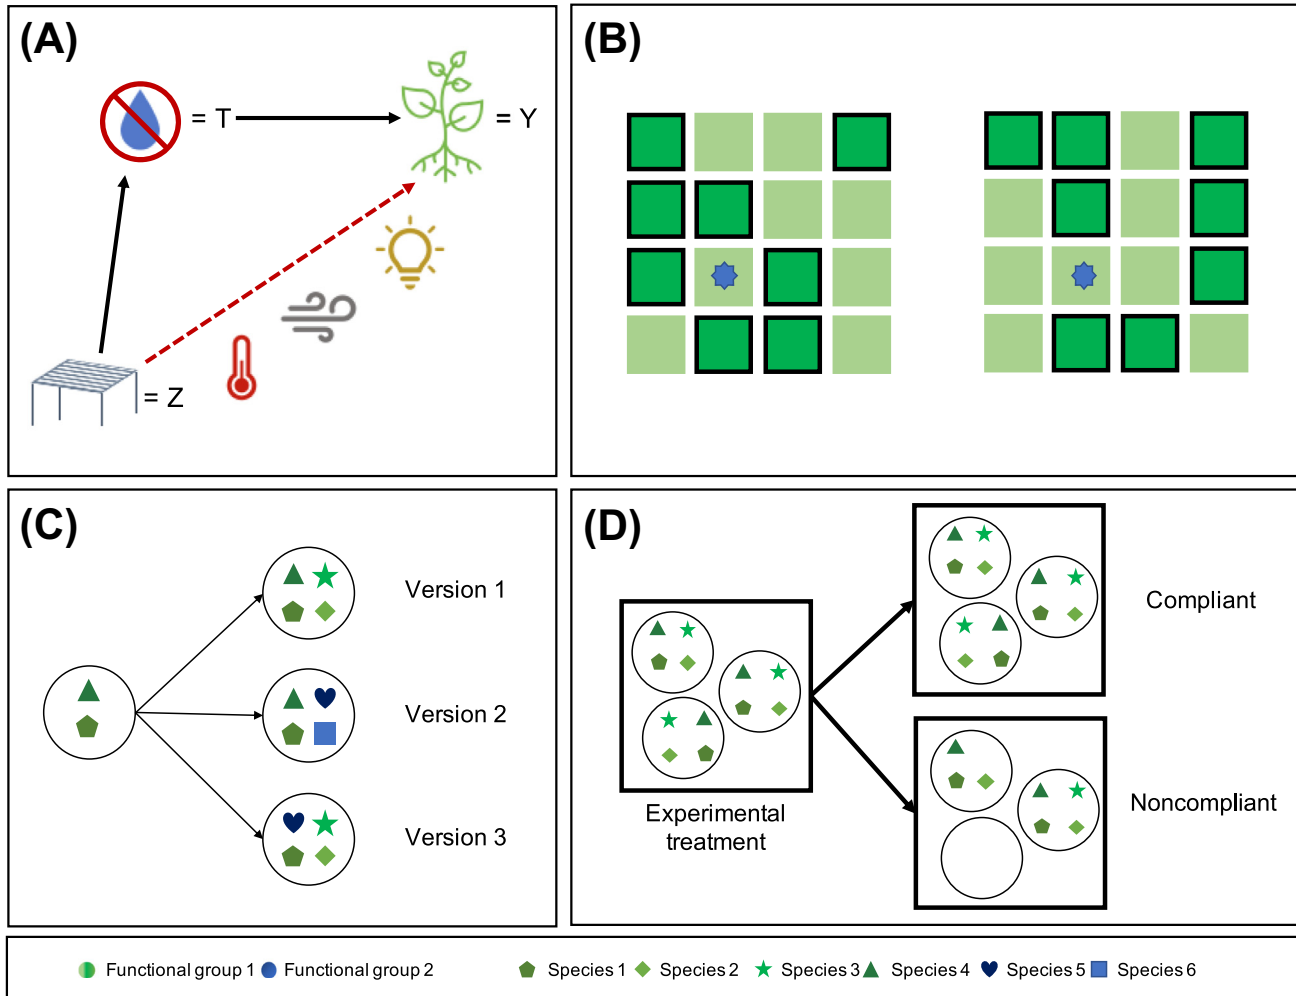 (A)
= T
= Y
= Z
(B)
(C)
Version 1
Version 2
Version 3
(D)
Experimental
treatment
Compliant
Noncompliant
Functional group 1 Functional group 2 Species 1 Species 2 Species 3 Species 4 Species 5 Species 6